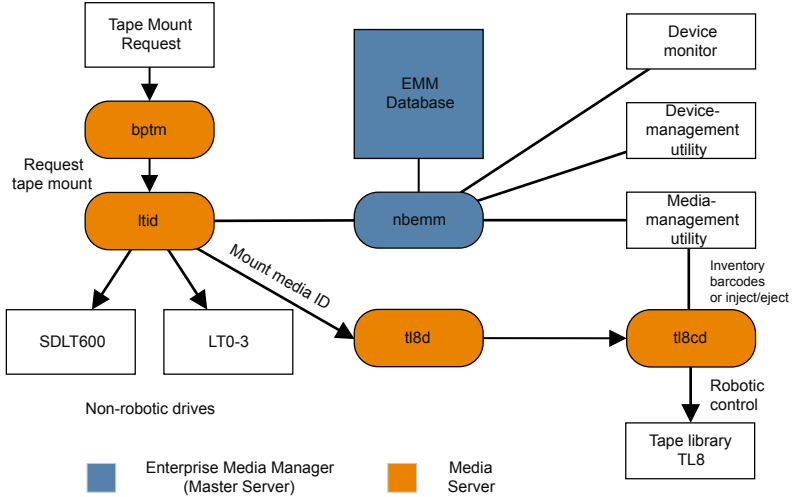 Tape Mount
Request
EMM
Database
Device
monitor
bptm
Device-
management
utility
Request
tape mount
ltid
nbemm
Media-
management
utility
Mount media ID
Inventory
barcodes
or inject/eject
SDLT600
LT0-3
tl8d
tl8cd
Non-robotic drives
Robotic
control
Tape library
TL8
Enterprise Media Manager
(Master Server)
Media
Server